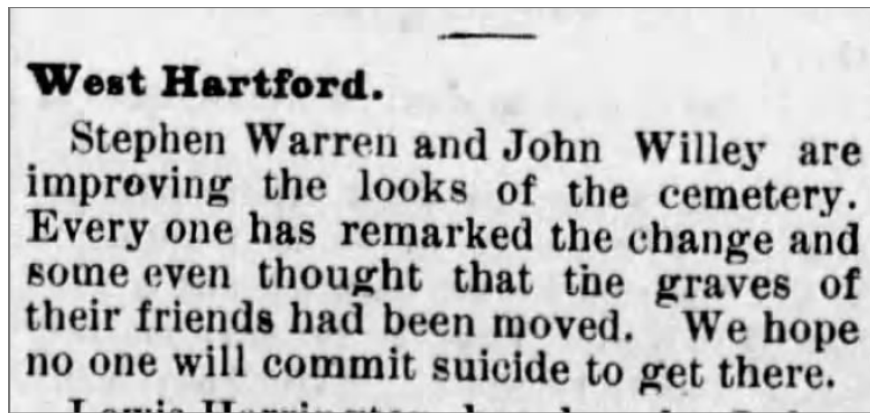 West Hartford.
Stephen Warren and John Willey are
improving the looks of the cemetery.
Every one has remarked the change and
some even thought that the graves of
their friends had been moved. We hope
no one will commit suicide to get there.